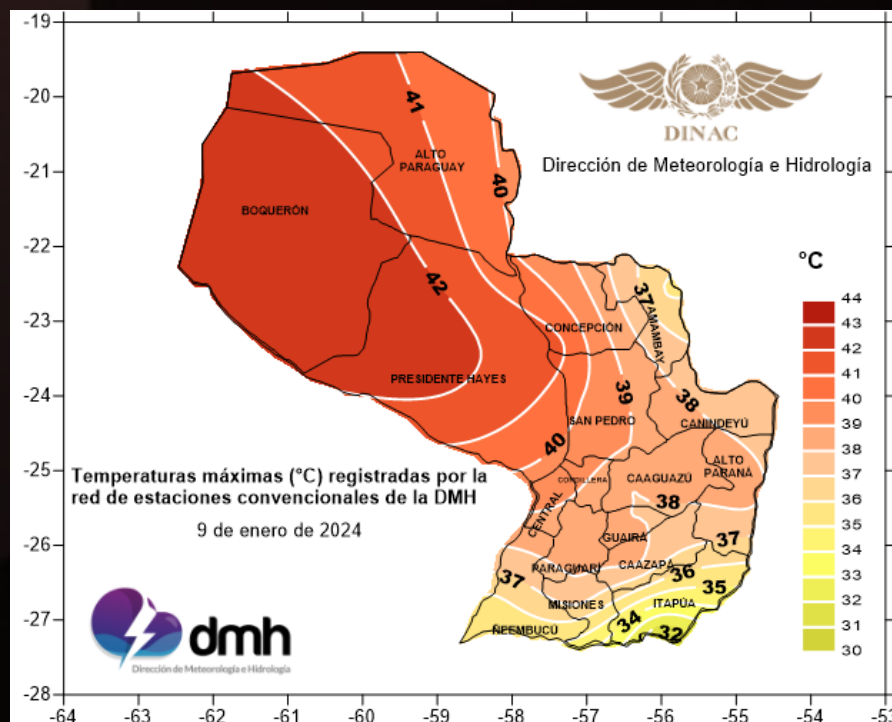 -19
-20
-21
-22
-23
-24
-25
-26
-27
-28
-64
-63
-62
-61
-60
-59
-58
-57
-56
-55
-54
DINAC
Dirección de Meteorología e Hidrología
°C
44
43
42
41
40
39
38
37
36
35
34
33
32
31
30
41
ALTO
PARAGUAY
40
BOQUERÓN
42
37
AMAMBAY
CONCEPCIÓN
PRESIDENTE HAYES
39
38
SAN PEDRO
CANINDEYÚ
40
ALTO
PARANÁ
CORDILLERA
CAAGUAZÚ
38
CENTRAL
GUAIRÁ
37
PARAGUARÍ
CAAZAPÁ
36
37
35
MISIONES
ITAPÚA
34
ÑEEMBUCÚ
32
Temperaturas máximas (°C) registradas por la
red de estaciones convencionales de la DMH
9 de enero de 2024
dmh
Dirección de Meteorología e Hidrología